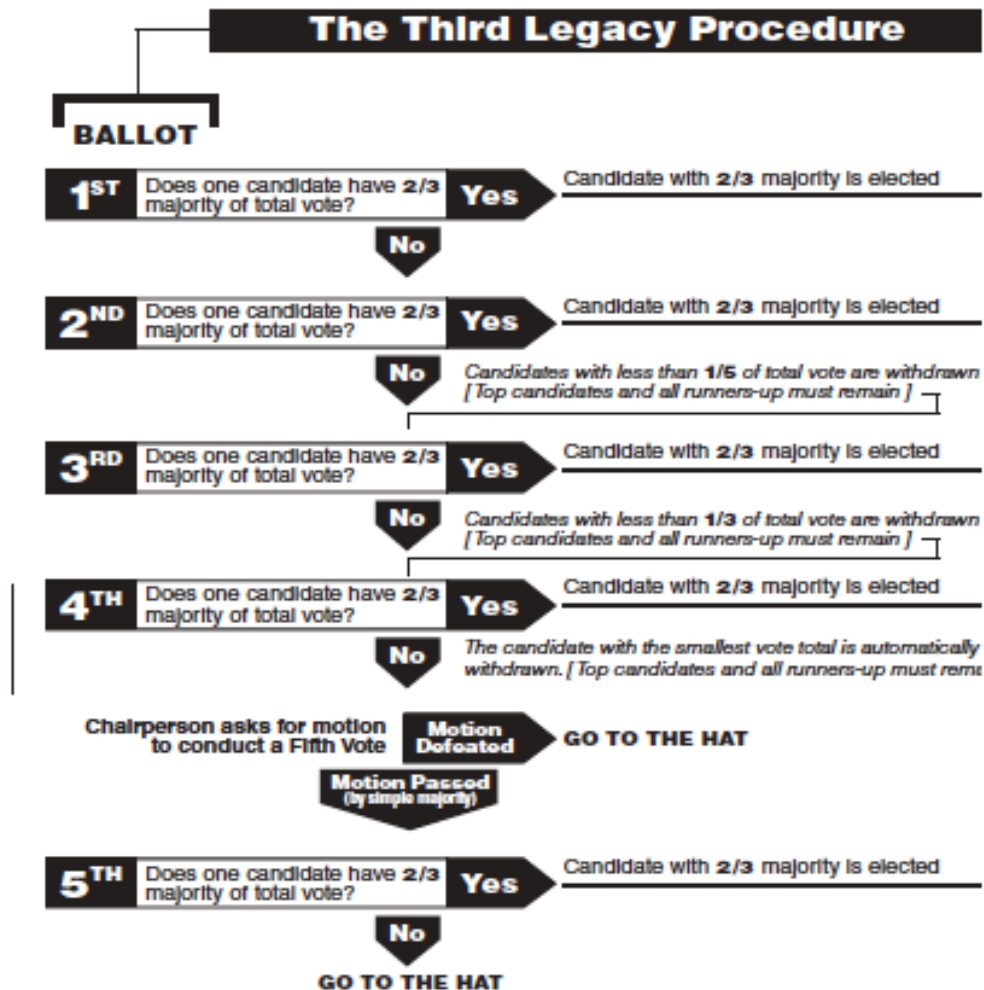 The Third Legacy Procedure
BALLOT
1ST
Does one candidate have 2/3
majority of total vote?
Yes
Candidate with 2/3 majority is elected
No
2ND
Does one candidate have 2/3
majority of total vote?
Yes
Candidate with 2/3 majority is elected
No
Candidates with less than 1/5 of total vote are withdrawn
[Top candidates and all runners-up must remain]
3RD
Does one candidate have 2/3
majority of total vote?
Yes
Candidate with 2/3 majority is elected
No
Candidates with less than 1/3 of total vote are withdrawn
[Top candidates and all runners-up must remain]
4TH
Does one candidate have 2/3
majority of total vote?
Yes
Candidate with 2/3 majority is elected
No
The candidate with the smallest vote total is automatically
withdrawn. [Top candidates and all runners-up must
Chairperson asks for motion
to conduct a Fifth Vote
Motion
Defeated
GO TO THE HAT
Motion Passed
(by simple majority)
5TH
Does one candidate have 2/3
majority of total vote?
Yes
Candidate with 2/3 majority is elected
No
GO TO THE HAT